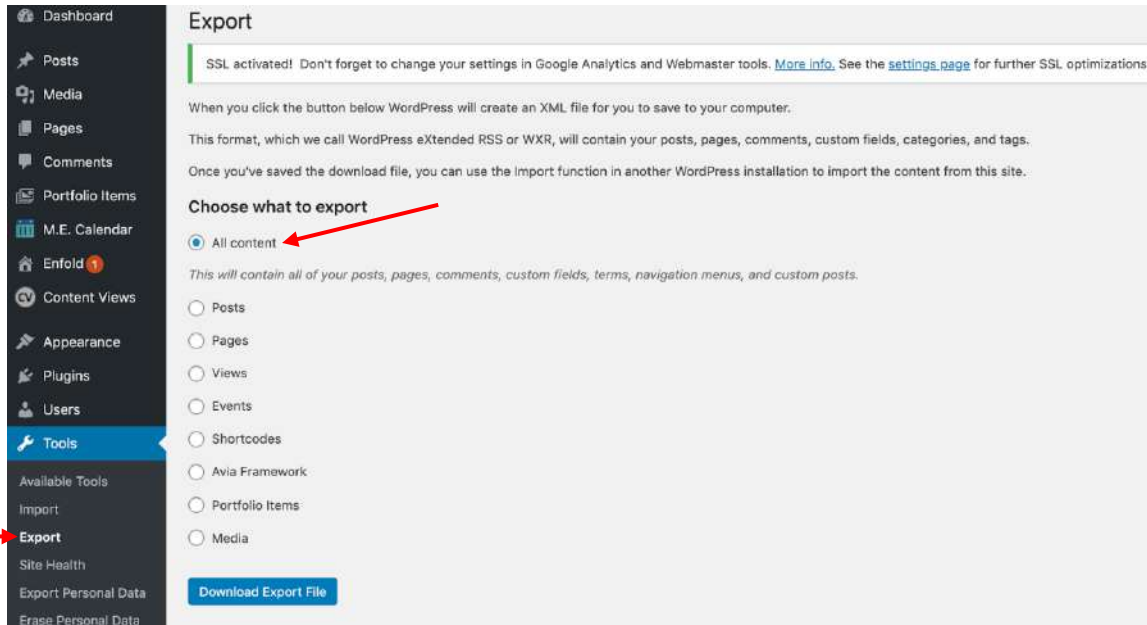 Dashboard
Posts
Media
Pages
Comments
Portfolio Items
M.E. Calendar
Enfold 1
CV Content Views
Appearance
Plugins
Users
Tools
Available Tools
Import
Export
Site Health
Export Personal Data
Erase Personal Data
Export
SSL activated! Don't forget to change your settings in Google Analytics and Webmaster tools. More info. See the settings page for further SSL optimizations
When you click the button below WordPress will create an XML file for you to save to your computer.
This format, which we call WordPress eXtended RSS or WXR, will contain your posts, pages, comments, custom fields, categories, and tags.
Once you've saved the download file, you can use the Import function in another WordPress installation to import the content from this site.
Choose what to export
All content
This will contain all of your posts, pages, comments, custom fields, terms, navigation menus, and custom posts.
Posts
Pages
Views
Events
Shortcodes
Avia Framework
Portfolio Items
Media
Download Export File